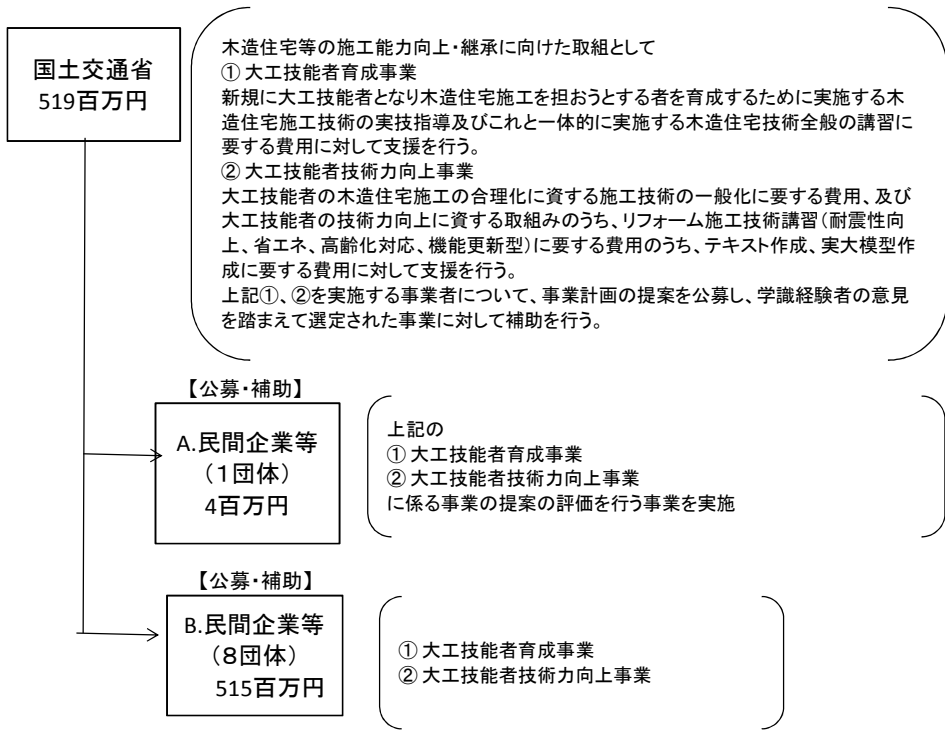 国土交通省
519百万円
木造住宅等の施工能力向上・継承に向けた取組として
① 大工技能者育成事業
新規に大工技能者となり木造住宅施工を担おうとする者を育成するために実施する木
造住宅施工技術の実技指導及びこれと一体的に実施する木造住宅技術全般の講習に
要する費用に対して支援を行う。
② 大工技能者技術力向上事業
大工技能者の木造住宅施工の合理化に資する施工技術の一般化に要する費用、及び
大工技能者の技術力向上に資する取組みのうち、リフォーム施工技術講習（耐震性向
上、省エネ、高齢化対応、機能更新型）に要する費用のうち、テキスト作成、実大模型作
成に要する費用に対して支援を行う。
上記①、②を実施する事業者について、事業計画の提案を公募し、学識経験者の意見
を踏まえて選定された事業に対して補助を行う。
【公募・補助】
A.民間企業等
（１団体）
4百万円
上記の
① 大工技能者育成事業
② 大工技能者技術力向上事業
に係る事業の提案の評価を行う事業を実施
【公募・補助】
B.民間企業等
（８団体）
515百万円
① 大工技能者育成事業
② 大工技能者技術力向上事業